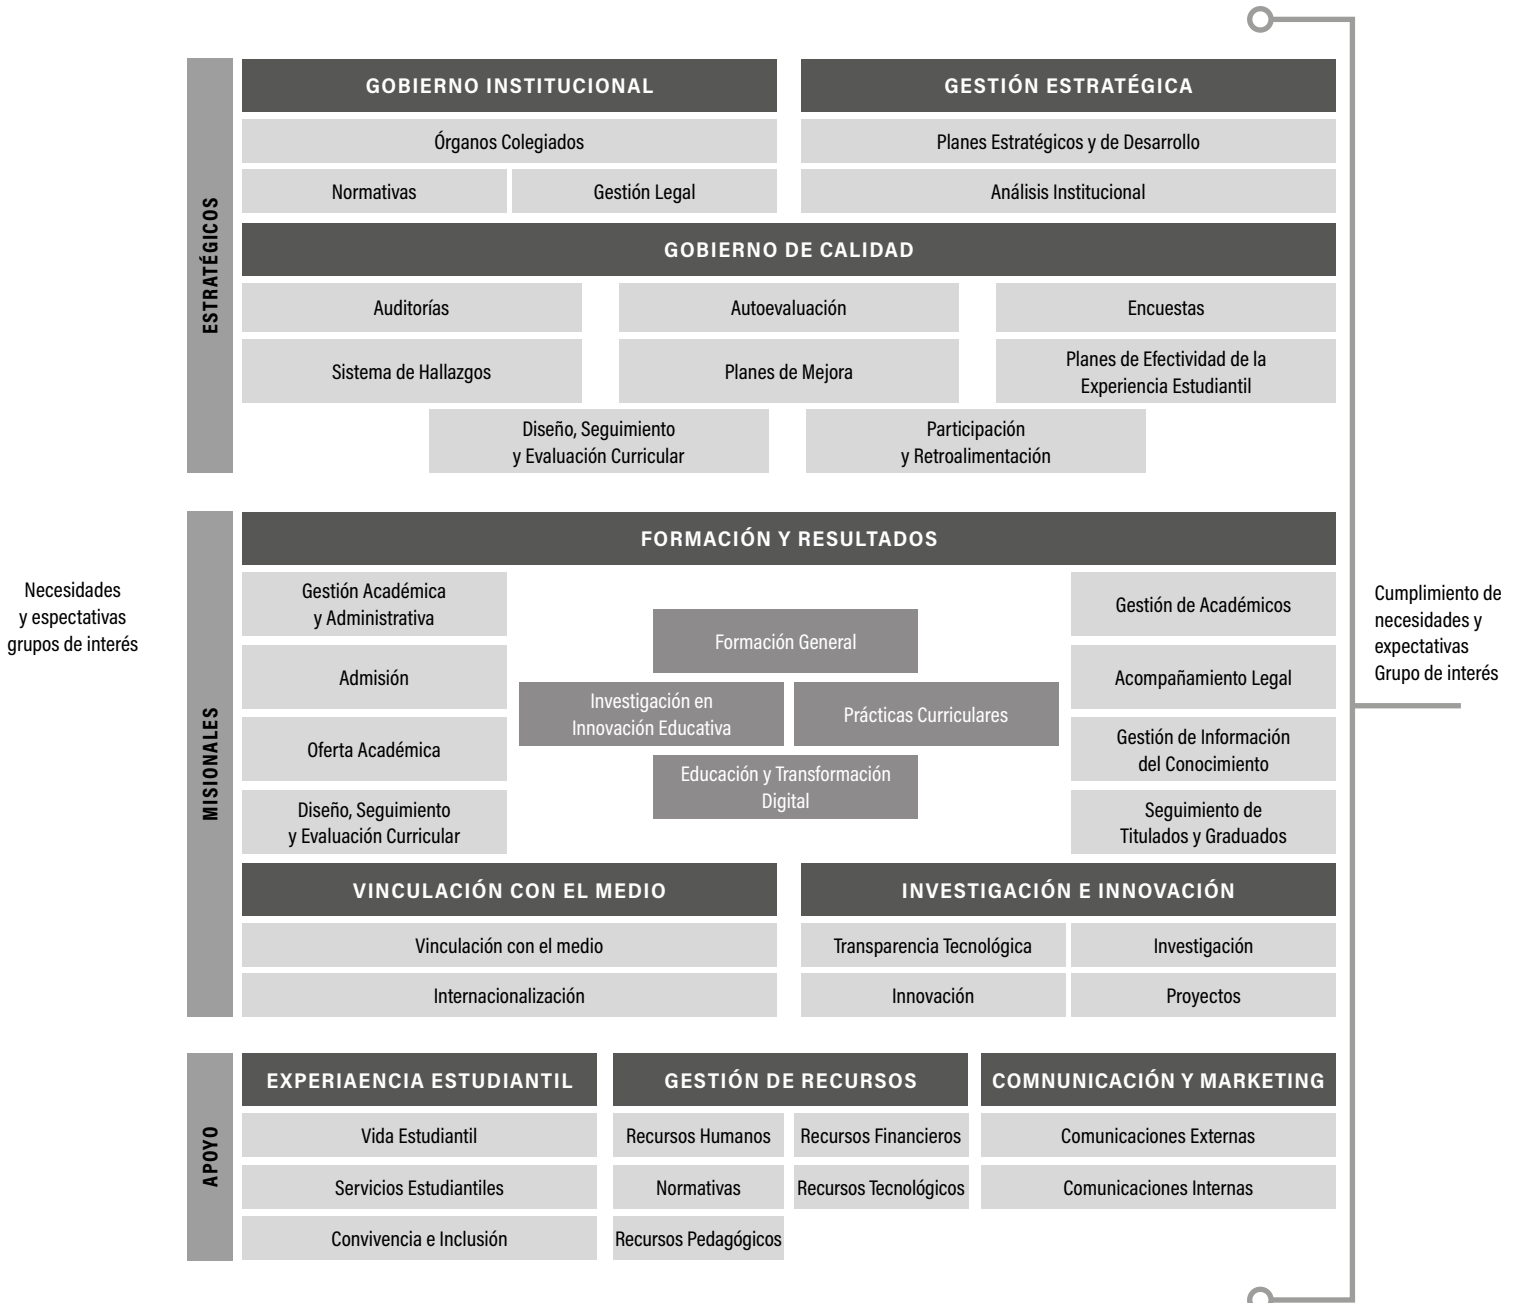 ESTRATÉGICOS
GOBIERNO INSTITUCIONAL
Órganos Colegiados
Normativas
Gestión Legal
GESTIÓN ESTRATÉGICA
Planes Estratégicos y de Desarrollo
Análisis Institucional
GOBIERNO DE CALIDAD
Auditorías
Autoevaluación
Encuestas
Sistema de Hallazgos
Planes de Mejora
Planes de Efectividad de la
Experiencia Estudiantil
Diseño, Seguimiento
y Evaluación Curricular
Participación
y Retroalimentación
Necesidades
y espectativas
grupos de interés
MISIONALES
FORMACIÓN Y RESULTADOS
Gestión Académica
y Administrativa
Admisión
Oferta Académica
Diseño, Seguimiento
y Evaluación Curricular
Formación General
Investigación en
Innovación Educativa
Prácticas Curriculares
Educación y Transformación
Digital
Gestión de Académicos
Acompañamiento Legal
Gestión de Información
del Conocimiento
Seguimiento de
Titulados y Graduados
VINCULACIÓN CON EL MEDIO
Vinculación con el medio
Internacionalización
INVESTIGACIÓN E INNOVACIÓN
Transparencia Tecnológica
Investigación
Innovación
Proyectos
Cumplimiento de
necesidades y
expectativas
Grupo de interés
APOYO
EXPERIAENCIA ESTUDIANTIL
Vida Estudiantil
Servicios Estudiantiles
Convivencia e Inclusión
GESTIÓN DE RECURSOS
Recursos Humanos
Recursos Financieros
Normativas
Recursos Tecnológicos
Recursos Pedagógicos
COMNUNICACIÓN Y MARKETING
Comunicaciones Externas
Comunicaciones Internas